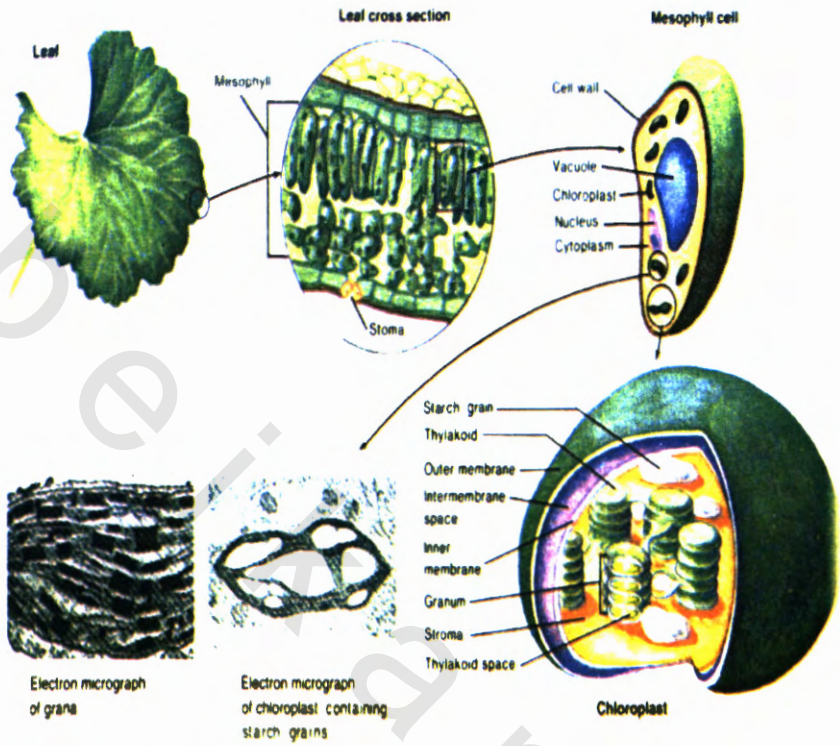 Leaf cross section
Mesophyll cell
Leaf
Mesophyll
Stoma
Cell wall
Vacuole
Chloroplast
Nucleus
Cytoplasm
Starch grain
Thylakoid
Outer membrane
Intermembrane
space
Inner
membrane
Granum
Stroma
Thylakoid space
Chloroplast
Electron micrograph
of grana
Electron micrograph
of chloroplast containing
starch grains